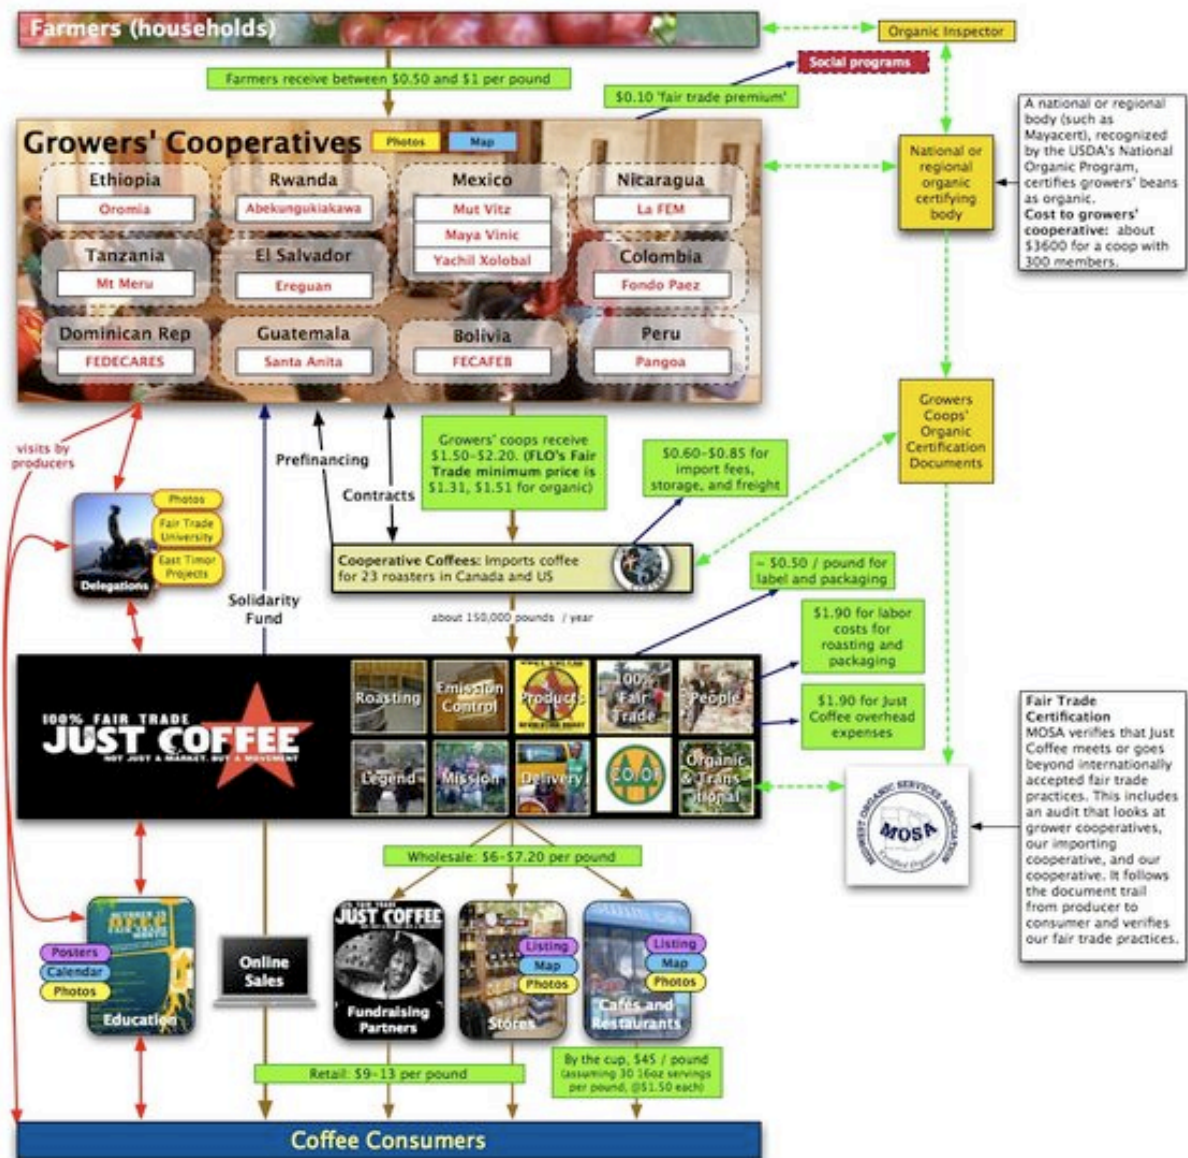 Farmers (households)
Organic Inspector
Social programs
Farmers receive between $0.50 and $1 per pound
$0.10 'fair trade premium'
Growers' Cooperatives
Photos
Map
Ethiopia
Oromia
Rwanda
Abekungukiakawa
Mexico
Mut Vitz
Maya Vinic
Yachil Xolobal
Nicaragua
La FEM
Tanzania
Mt Meru
El Salvador
Ereguan
Colombia
Fondo Paez
Dominican Rep
FEDECARES
Guatemala
Santa Anita
Bolivia
FECAFEB
Peru
Pangoa
National or
regional
organic
certifying
body
A national or regional
body (such as
Mayacert), recognized
by the USDA's National
Organic Program,
certifies growers' beans
as organic.
Cost to growers'
cooperative: about
$3600 for a coop with
300 members.
Growers
Coops'
Organic
Certification
Documents
visits by
producers
Prefinancing
Contracts
Growers' coops receive
$1.50-$2.20. (FLO's Fair
Trade minimum price is
$1.31, $1.51 for organic)
$0.60-$0.85 for
import fees,
storage, and freight
Photos
Fair Trade
University
East Timor
Projects
Delegations
Solidarity
Fund
Cooperative Coffees: Imports coffee
for 23 roasters in Canada and US
about 150,000 pounds / year
~ $0.50 / pound for
label and packaging
$1.90 for labor
costs for
roasting and
packaging
$1.90 for Just
Coffee overhead
expenses
100% FAIR TRADE
JUST COFFEE
NOT JUST A MARKET, BUT A MOVEMENT
Roasting
Emission
Control
Products
100%
Fair
Trade
People
Legend
Mission
Delivery
CO-OP
Organic
& Trans
itional
MIDWEST ORGANIC SERVICES ASSOCIATION
MOSA
Certified Organic
Fair Trade
Certification
MOSA verifies that Just
Coffee meets or goes
beyond internationally
accepted fair trade
practices. This includes
an audit that looks at
grower cooperatives,
our importing
cooperative, and our
cooperative. It follows
the document trail
from producer to
consumer and verifies
our fair trade practices.
Wholesale: $6-$7.20 per pound
Posters
Calendar
Photos
Education
Online
Sales
JUST COFFEE
Fundraising
Partners
Listing
Map
Photos
Stores
Listing
Map
Photos
Cafés and
Restaurants
Retail: $9-13 per pound
By the cup, $45 / pound
(assuming 30 16oz servings
per pound, @$1.50 each)
Coffee Consumers